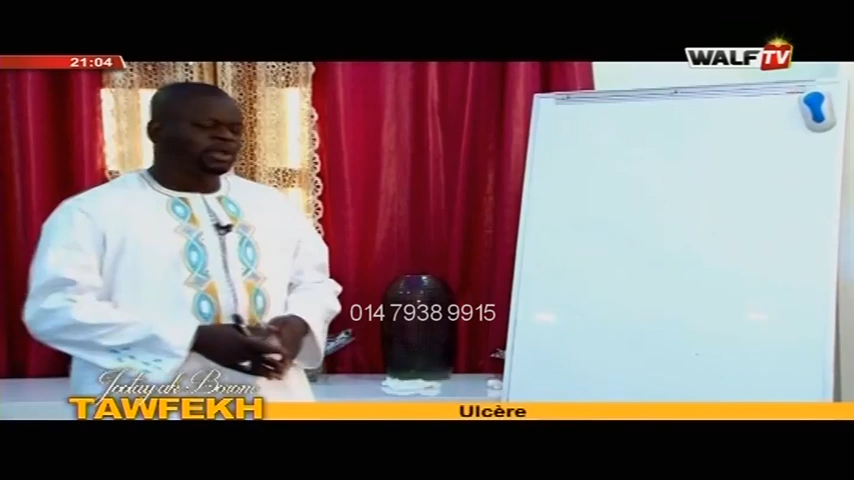 21:04
WALF TV
014 7938 9915
Jootay ak Borom
TAWFEKH
Ulcère